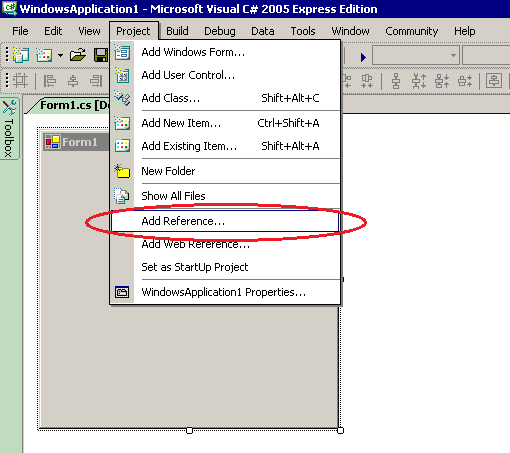 WindowsApplication1 - Microsoft Visual C# 2005 Express Edition
File Edit View Project Build Debug Data Tools Window Community Help
Form1.cs [De
Toolbox
Form1
Add Windows Form...
Add User Control...
Add Class... Shift+Alt+C
Add New Item... Ctrl+Shift+A
Add Existing Item... Shift+Alt+A
New Folder
Show All Files
Add Reference...
Add Web Reference...
Set as StartUp Project
WindowsApplication1 Properties...